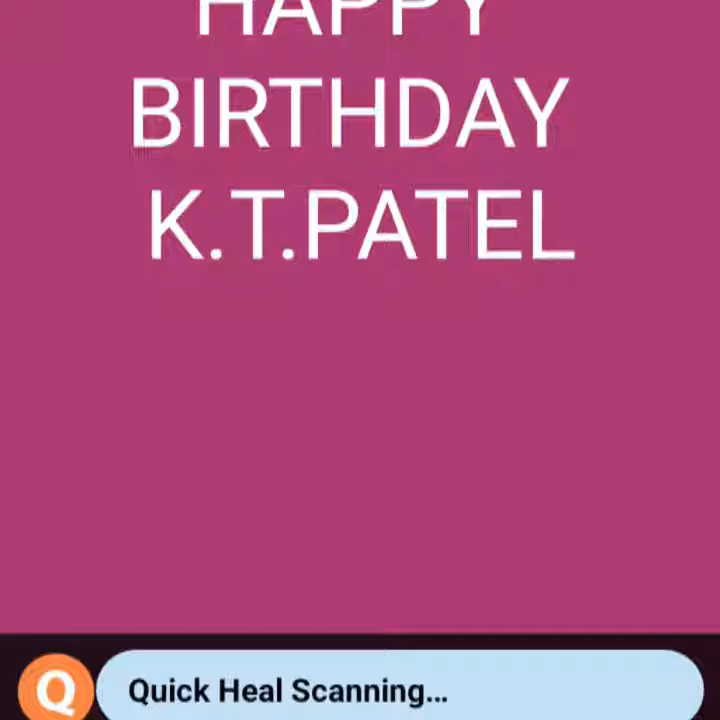 HAPPY
BIRTHDAY
K.T.PATEL
Q
Quick Heal Scanning...